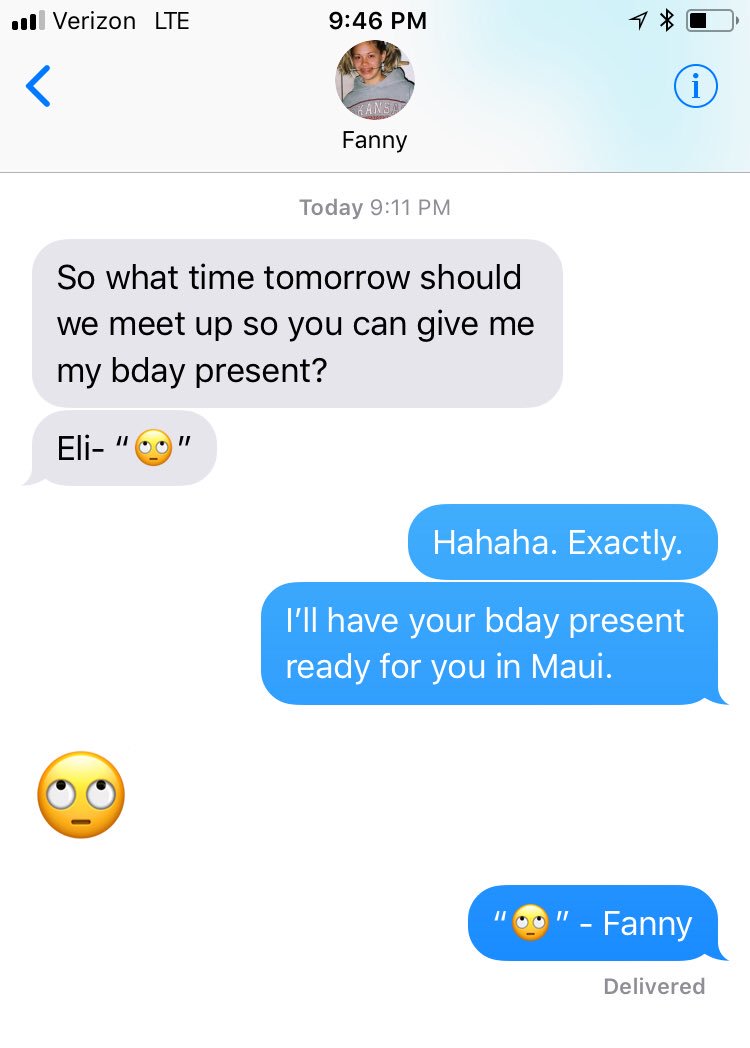 Verizon LTE 9:46 PM
KANSA
Fanny
Today 9:11 PM
So what time tomorrow should
we meet up so you can give me
my bday present?
Eli- “🙄”
Hahaha. Exactly.
I’ll have your bday present
ready for you in Maui.
🙄
“🙄” - Fanny
Delivered